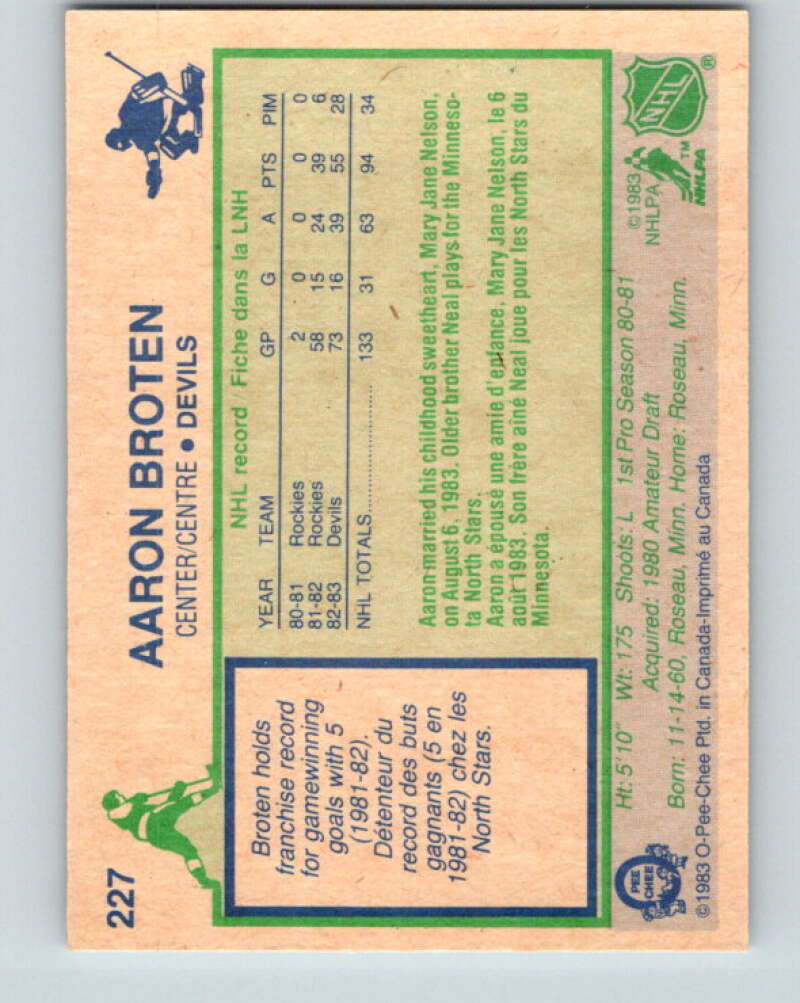 227
AARON BROTEN
CENTER/CENTRE • DEVILS
Broten holds
franchise record
for gamewinning
goals with 5
(1981-82).
Détenteur du
record des buts
gagnants (5 en
1981-82) chez les
North Stars.
NHL record / Fiche dans la LNH
YEAR TEAM GP G A PTS PIM
80-81 Rockies 2 0 0 0 0
81-82 Rockies 58 15 24 39 6
82-83 Devils 73 16 39 55 28
NHL TOTALS 133 31 63 94 34
Aaron married his childhood sweetheart, Mary Jane Nelson,
on August 6, 1983. Older brother Neal plays for the Minneso-
ta North Stars.
Aaron a épousé une amie d'enfance, Mary Jane Nelson, le 6
août 1983. Son frère aîné Neal joue pour les North Stars du
Minnesota.
Ht: 5'10" Wt: 175 Shoots: L 1st Pro Season 80-81
Acquired: 1980 Amateur Draft
Born: 11-14-60, Roseau, Minn. Home: Roseau, Minn.
©1983 O-Pee-Chee Ptd. in Canada-Imprimé au Canada
PEE
CHEE
©1983
NHLPA
TM
NHLPA
NHL
®